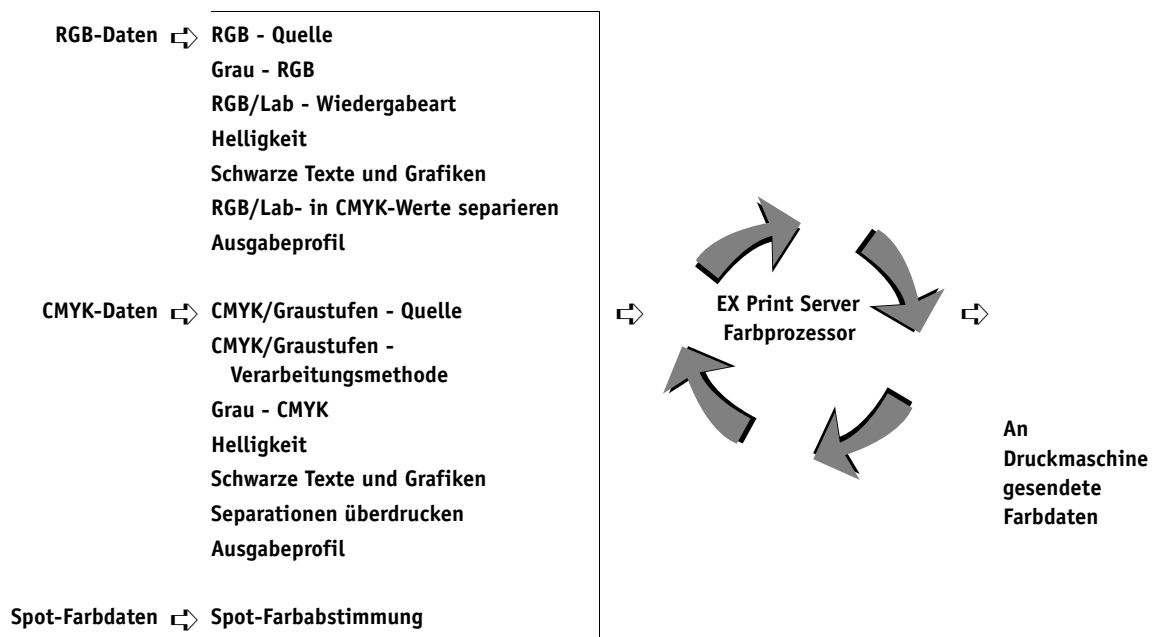 RGB-Daten RGB - Quelle
Grau - RGB
RGB/Lab - Wiedergabeart
Helligkeit
Schwarze Texte und Grafiken
RGB/Lab- in CMYK-Werte separieren
Ausgabeprofil
CMYK-Daten CMYK/Graustufen - Quelle
CMYK/Graustufen -
Verarbeitungsmethode
Grau - CMYK
Helligkeit
Schwarze Texte und Grafiken
Separationen überdrucken
Ausgabeprofil
Spot-Farbdaten Spot-Farbabstimmung
EX Print Server
Farbprozessor
An
Druckmaschine
gesendete
Farbdaten